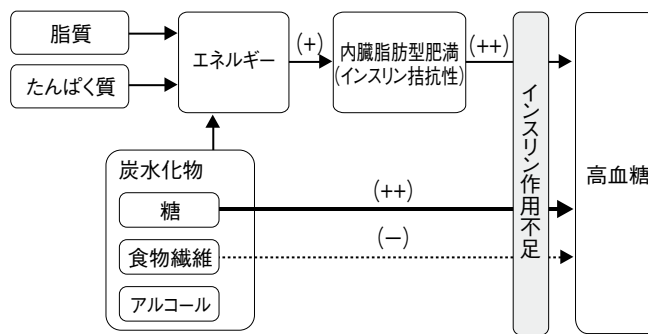 脂質
たんぱく質
エネルギー
(+)
内臓脂肪型肥満
(インスリン拮抗性)
(++)
インスリン作用不足
高血糖
炭水化物
糖
(++)
食物繊維
(−)
アルコール